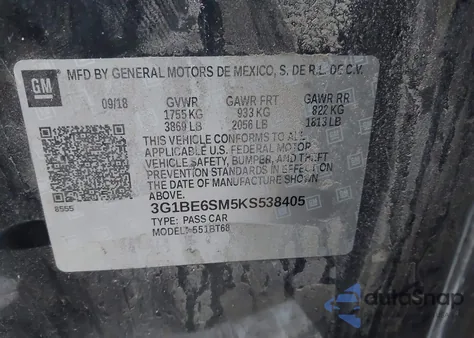 GM
MFD BY GENERAL MOTORS DE MEXICO, S. DE R.L. DE C.V.
09/18 GVWR GAWR FRT GAWR RR
1755 KG 933 KG 822 KG
3869 LB 2056 LB 1813 LB
THIS VEHICLE CONFORMS TO ALL
APPLICABLE U.S. FEDERAL MOTOR
VEHICLE SAFETY, BUMPER, AND THEFT
PREVENTION STANDARDS IN EFFECT ON
THE DATE OF MANUFACTURE SHOWN
ABOVE.
8555 3G1BE6SM5KS538405
TYPE: PASS CAR
MODEL: 551BT68
autoSnap